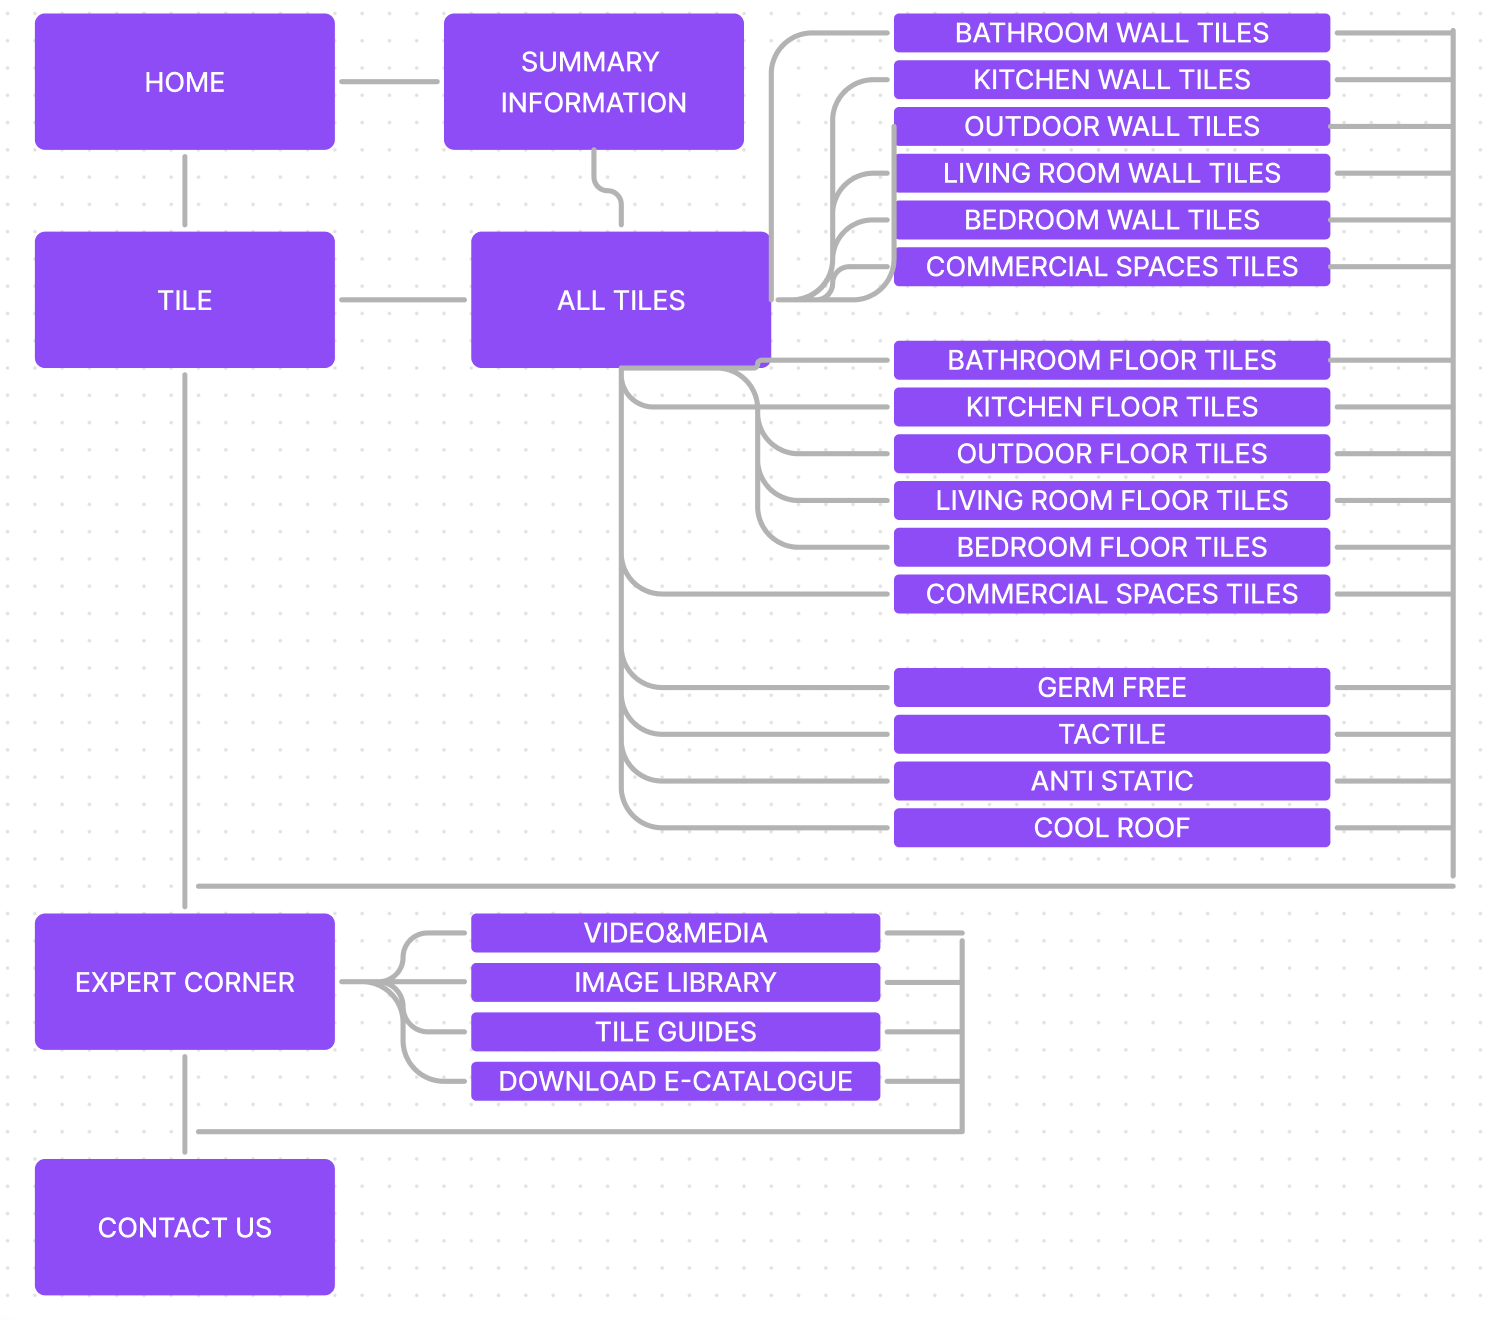 HOME
SUMMARY
INFORMATION
TILE
ALL TILES
BATHROOM WALL TILES
KITCHEN WALL TILES
OUTDOOR WALL TILES
LIVING ROOM WALL TILES
BEDROOM WALL TILES
COMMERCIAL SPACES TILES
BATHROOM FLOOR TILES
KITCHEN FLOOR TILES
OUTDOOR FLOOR TILES
LIVING ROOM FLOOR TILES
BEDROOM FLOOR TILES
COMMERCIAL SPACES TILES
GERM FREE
TACTILE
ANTI STATIC
COOL ROOF
EXPERT CORNER
VIDEO&MEDIA
IMAGE LIBRARY
TILE GUIDES
DOWNLOAD E-CATALOGUE
CONTACT US